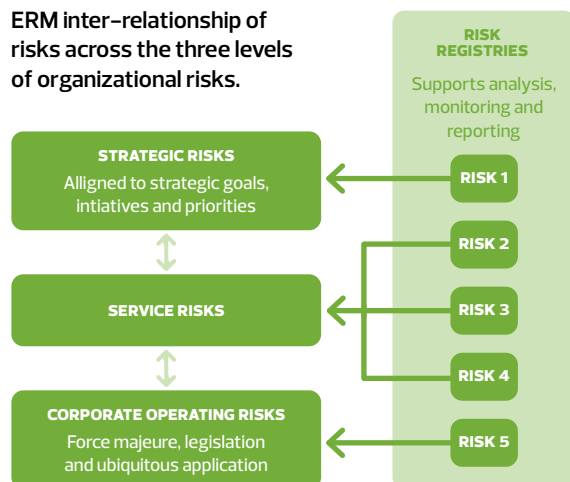 ERM inter-relationship of
risks across the three levels
of organizational risks.
STRATEGIC RISKS
Alligned to strategic goals,
intiatives and priorities
SERVICE RISKS
CORPORATE OPERATING RISKS
Force majeure, legislation
and ubiquitous application
RISK
REGISTRIES
Supports analysis,
monitoring and
reporting
RISK 1
RISK 2
RISK 3
RISK 4
RISK 5